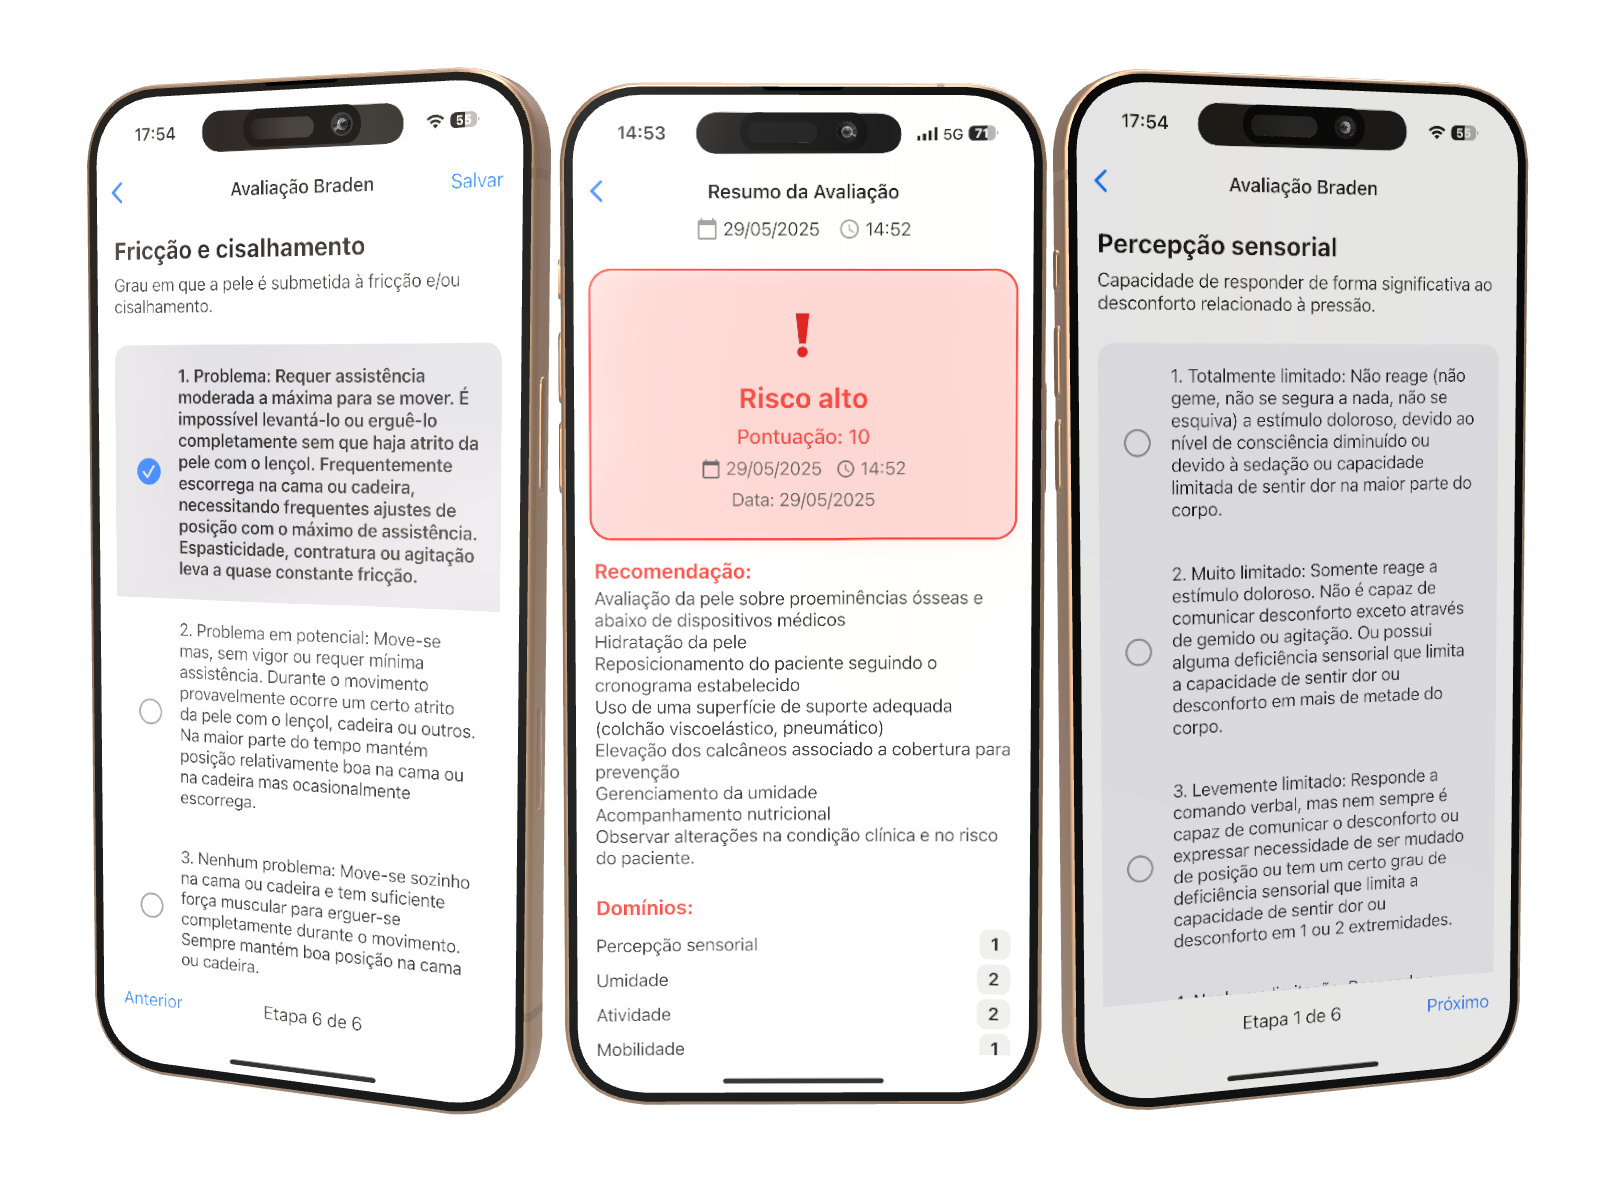 17:54
55
Avaliação Braden
Salvar
Fricção e cisalhamento
Grau em que a pele é submetida à fricção e/ou
cisalhamento.
1. Problema: Requer assistência
moderada a máxima para se mover. É
impossível levantá-lo ou erguê-lo
completamente sem que haja atrito da
pele com o lençol. Frequentemente
escorrega na cama ou cadeira,
necessitando frequentes ajustes de
posição com o máximo de assistência.
Espasticidade, contratura ou agitação
leva a quase constante fricção.
2. Problema em potencial: Move-se
mas, sem vigor ou requer mínima
assistência. Durante o movimento
provavelmente ocorre um certo atrito
da pele com o lençol, cadeira ou outros.
Na maior parte do tempo mantém
posição relativamente boa na cama ou
na cadeira mas ocasionalmente
escorrega.
3. Nenhum problema: Move-se sozinho
na cama ou cadeira e tem suficiente
força muscular para erguer-se
completamente durante o movimento.
Sempre mantém boa posição na cama
ou cadeira.
Anterior
Etapa 6 de 6
14:53
5G 71
Resumo da Avaliação
29/05/2025 14:52
!
Risco alto
Pontuação: 10
29/05/2025 14:52
Data: 29/05/2025
Recomendação:
Avaliação da pele sobre proeminências ósseas e
abaixo de dispositivos médicos
Hidratação da pele
Reposicionamento do paciente seguindo o
cronograma estabelecido
Uso de uma superfície de suporte adequada
(colchão viscoelástico, pneumático)
Elevação dos calcâneos associado a cobertura para
prevenção
Gerenciamento da umidade
Acompanhamento nutricional
Observar alterações na condição clínica e no risco
do paciente.
Domínios:
Percepção sensorial 1
Umidade 2
Atividade 2
Mobilidade 1
17:54
55
Avaliação Braden
Percepção sensorial
Capacidade de responder de forma significativa ao
desconforto relacionado à pressão.
1. Totalmente limitado: Não reage (não
geme, não se segura a nada, não se
esquiva) a estímulo doloroso, devido ao
nível de consciência diminuído ou
devido à sedação ou capacidade
limitada de sentir dor na maior parte do
corpo.
2. Muito limitado: Somente reage a
estímulo doloroso. Não é capaz de
comunicar desconforto exceto através
de gemido ou agitação. Ou possui
alguma deficiência sensorial que limita
a capacidade de sentir dor ou
desconforto em mais de metade do
corpo.
3. Levemente limitado: Responde a
comando verbal, mas nem sempre é
capaz de comunicar o desconforto ou
expressar necessidade de ser mudado
de posição ou tem um certo grau de
deficiência sensorial que limita a
capacidade de sentir dor ou
desconforto em 1 ou 2 extremidades.
Etapa 1 de 6
Próximo